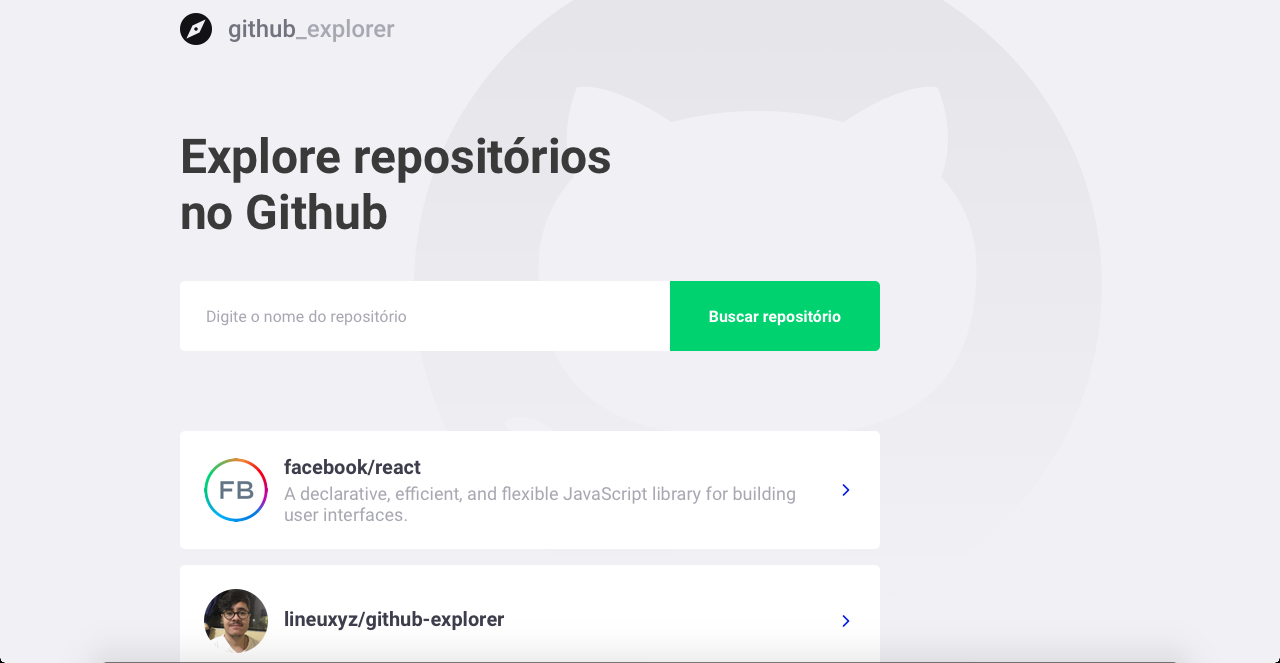 github_explorer
Explore repositórios
no Github
Digite o nome do repositório
Buscar repositório
FB
facebook/react
A declarative, efficient, and flexible JavaScript library for building
user interfaces.
lineuxyz/github-explorer